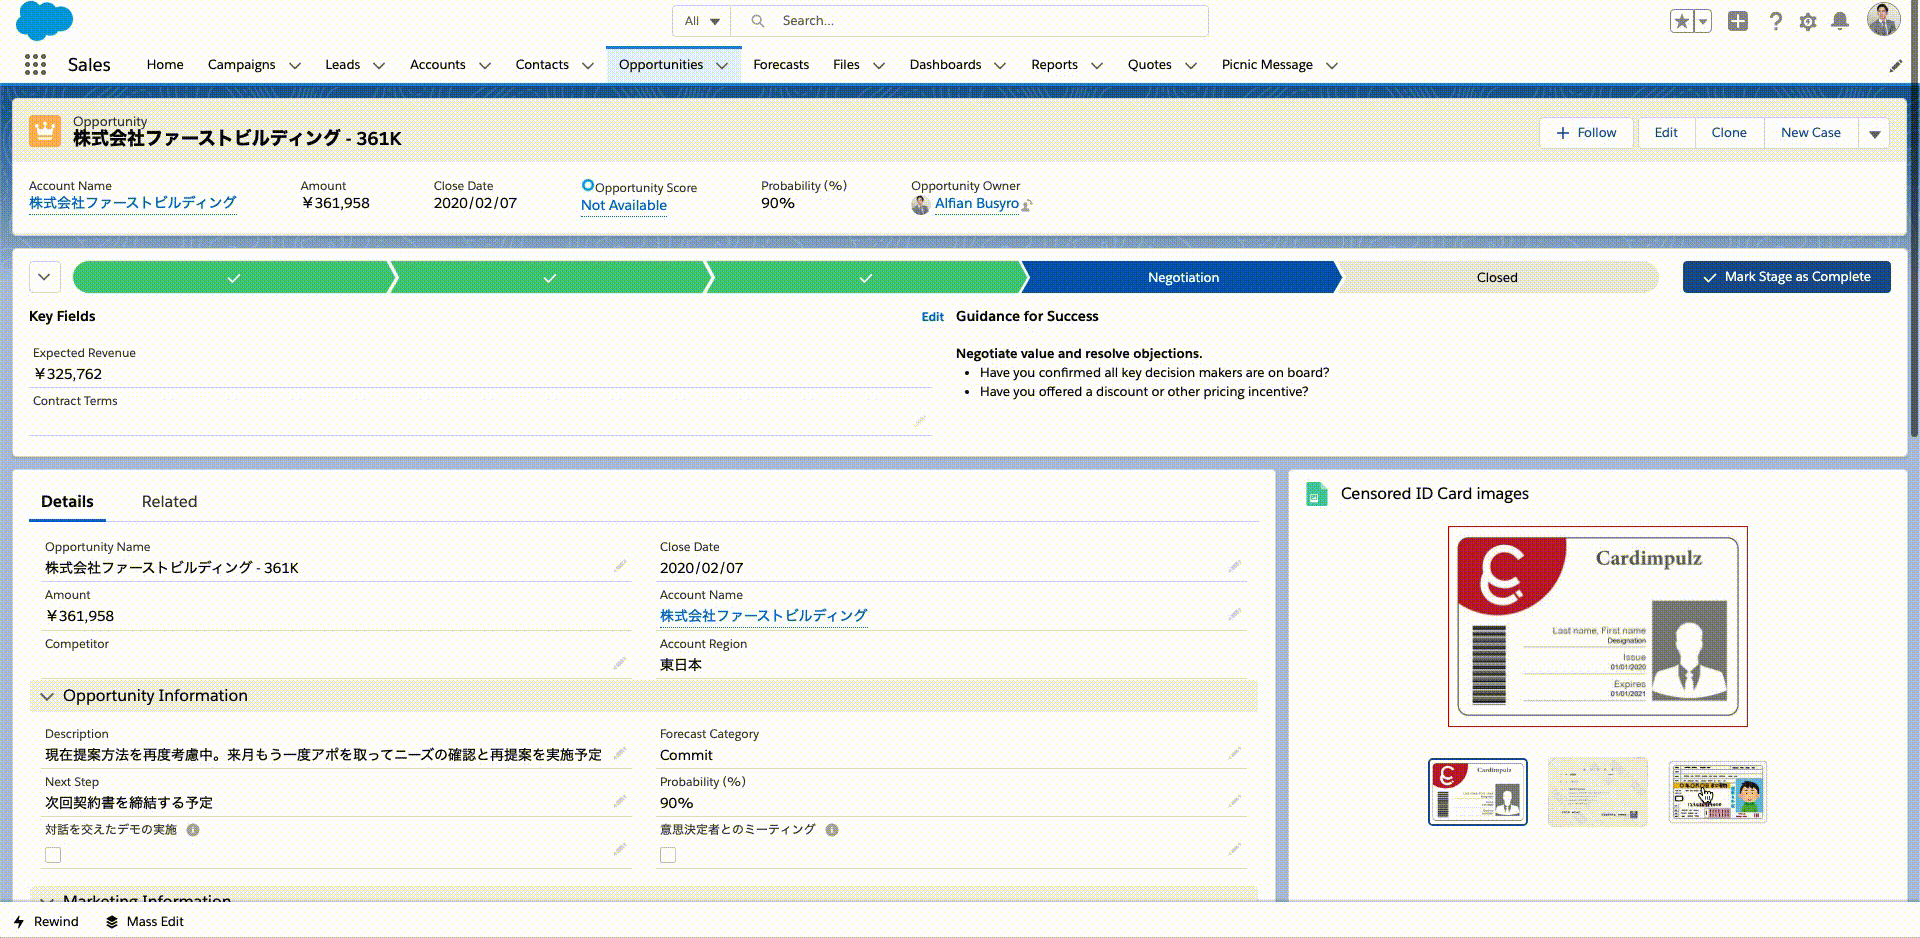 All
Search...
Sales
Home
Campaigns
Leads
Accounts
Contacts
Opportunities
Forecasts
Files
Dashboards
Reports
Quotes
Picnic Message
Opportunity
株式会社ファーストビルディング - 361K
Follow
Edit
Clone
New Case
Account Name
株式会社ファーストビルディング
Amount
¥361,958
Close Date
2020/02/07
Opportunity Score
Not Available
Probability (%)
90%
Opportunity Owner
Alfian Busyro
Negotiation
Closed
Mark Stage as Complete
Key Fields
Edit
Expected Revenue
¥325,762
Contract Terms
Guidance for Success
Negotiate value and resolve objections.
• Have you confirmed all key decision makers are on board?
• Have you offered a discount or other pricing incentive?
Details
Related
Opportunity Name
株式会社ファーストビルディング - 361K
Close Date
2020/02/07
Amount
¥361,958
Account Name
株式会社ファーストビルディング
Competitor
Account Region
東日本
Opportunity Information
Description
現在提案方法を再度考慮中。来月もう一度アポを取ってニーズの確認と再提案を実施予定
Forecast Category
Commit
Next Step
次回契約書を締結する予定
Probability (%)
90%
対話を交えたデモの実施
意思決定者とのミーティング
Marketing Information
Censored ID Card images
Cardimpulz
Last name, First name
Designation
Issue
01/01/2020
Expires
01/01/2021
Cardimpulz
Rewind
Mass Edit